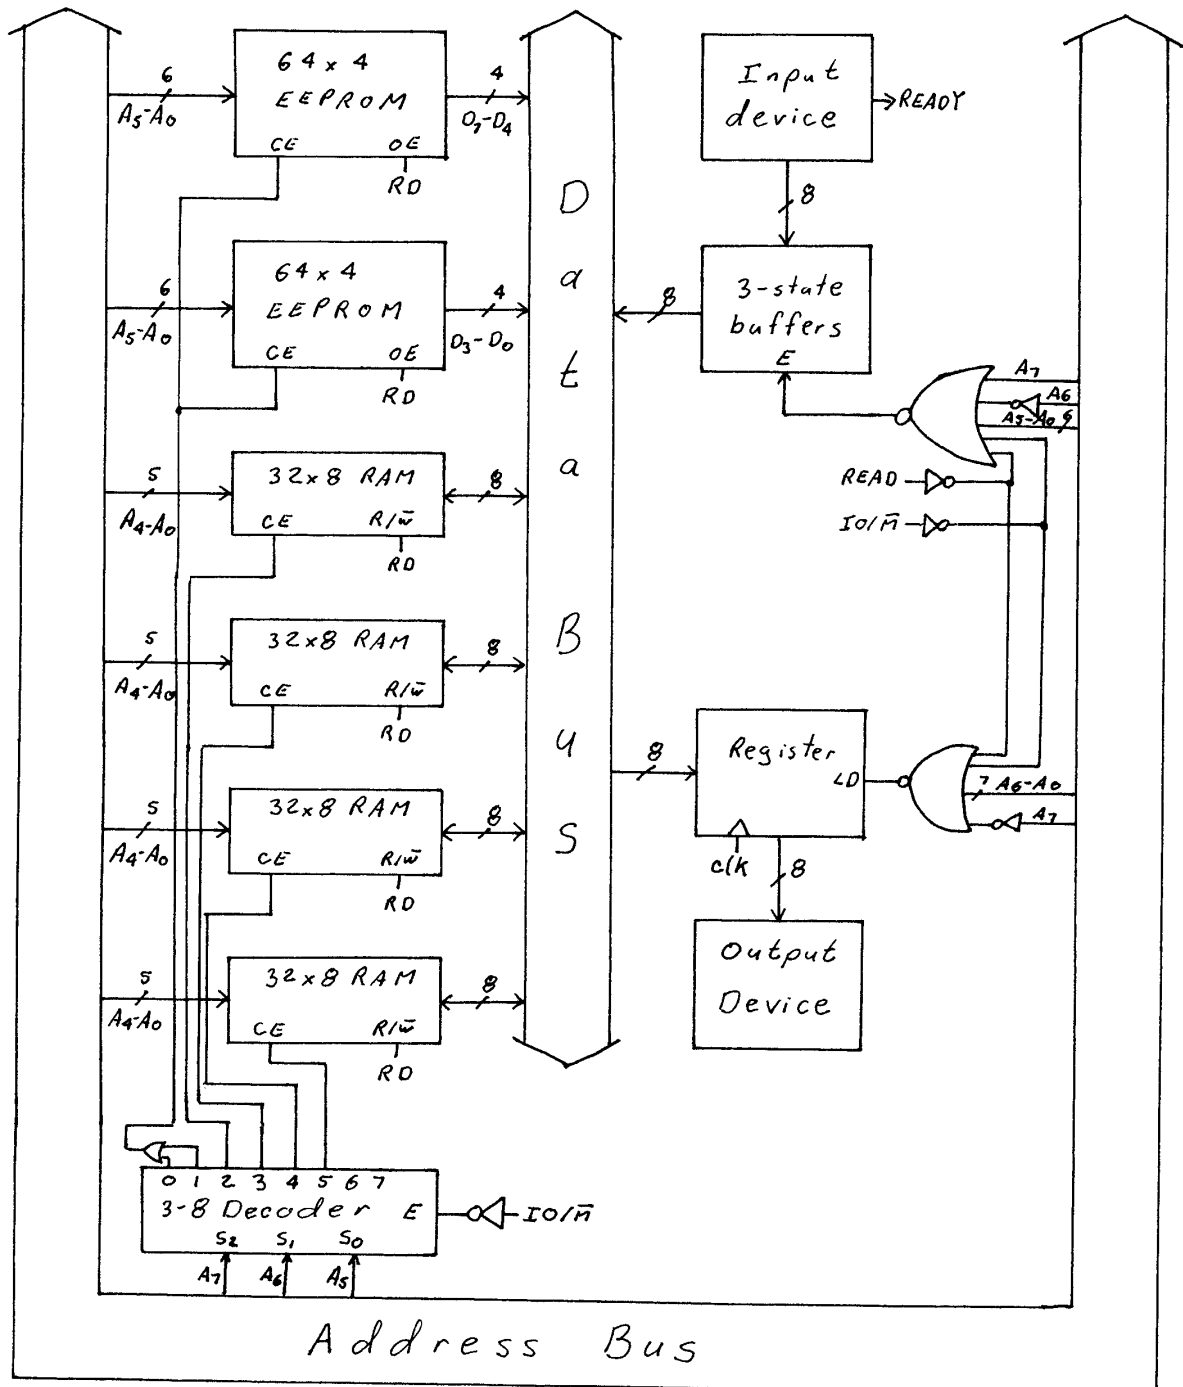 64x4
EEPROM
CE OE
RD
6
A5-A0
4
D7-D4
64x4
EEPROM
CE OE
RD
6
A5-A0
4
D3-D0
32x8 RAM
CE R/W̅
RD
5
A4-A0
8
32x8 RAM
CE R/W̅
RD
5
A4-A0
8
32x8 RAM
CE R/W̅
RD
5
A4-A0
8
32x8 RAM
CE R/W̅
RD
5
A4-A0
8
0 1 2 3 4 5 6 7
3-8 Decoder E
S2 S1 S0
A7 A6 A5
IO/M̅
Data Bus
Input
device
READY
8
3-state
buffers
E
8
A7
A6
A5-A0 6
READ
IO/M̅
8
Register
LD
clk
8
7 A6-A0
A7
Output
Device
Address Bus